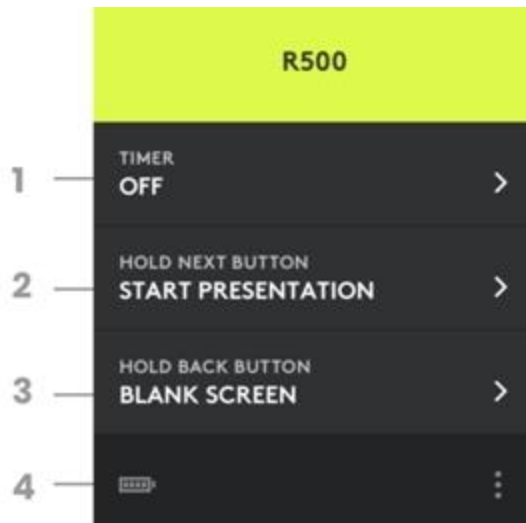 R500
1
TIMER
OFF
2
HOLD NEXT BUTTON
START PRESENTATION
3
HOLD BACK BUTTON
BLANK SCREEN
4